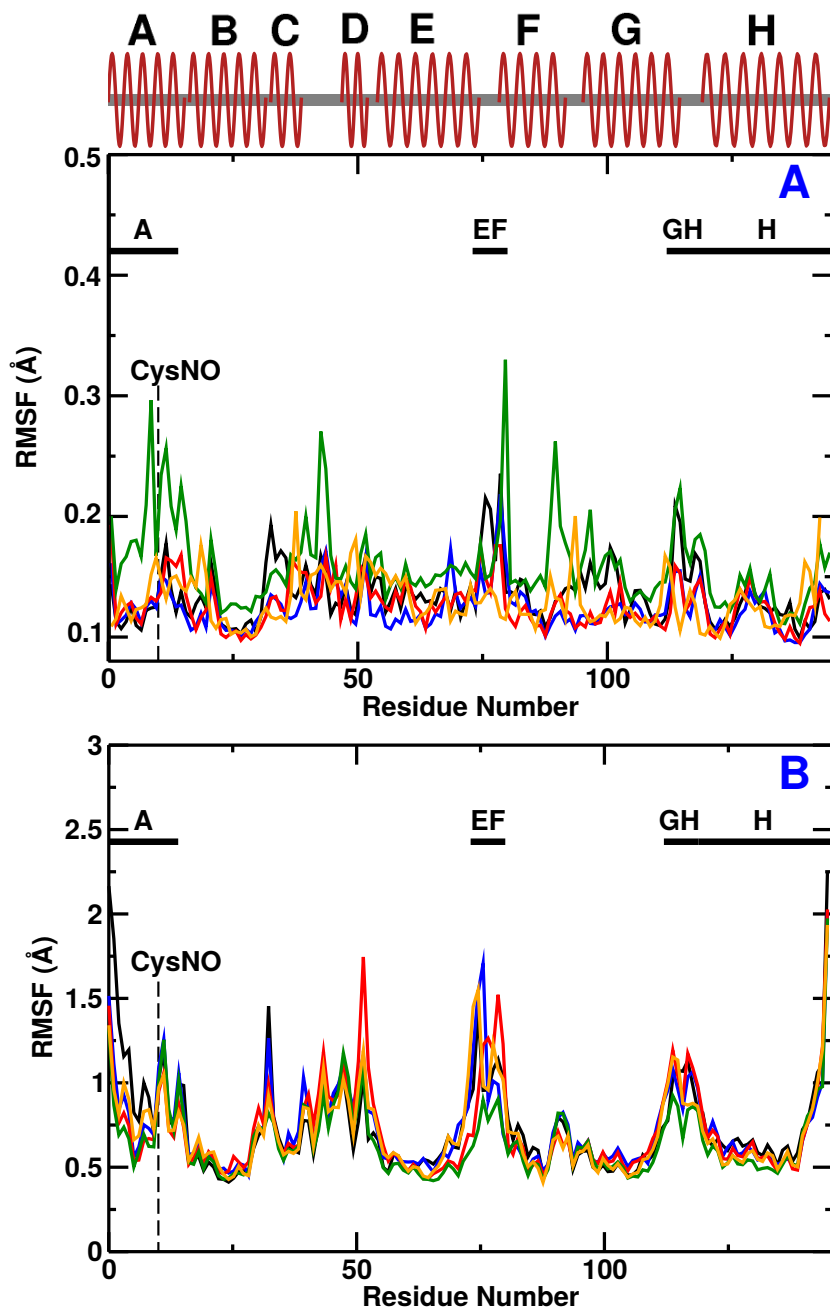 A B C D E F G H
0.5
A
A EF GH H
0.4
CysNO
0.3
RMSF (Å)
0.2
0.1
0 50 100
Residue Number
3
B
2.5
A EF GH H
2
CysNO
1.5
RMSF (Å)
1
0.5
0
0 50 100
Residue Number